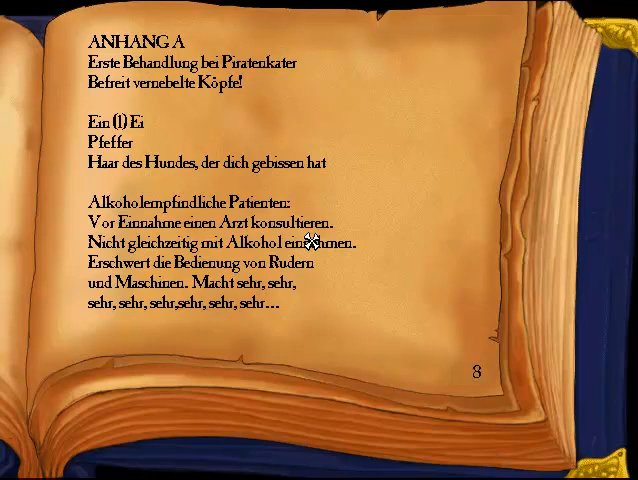 ANHANG A
Erste Behandlung bei Piratenkater
Befreit vernebelte Köpfe!
Ein (1) Ei
Pfeffer
Haar des Hundes, der dich gebissen hat
Alkoholempfindliche Patienten:
Vor Einnahme einen Arzt konsultieren.
Nicht gleichzeitig mit Alkohol einnehmen.
Erschwert die Bedienung von Rudern
und Maschinen. Macht sehr, sehr,
sehr, sehr, sehr,sehr, sehr, sehr...
8